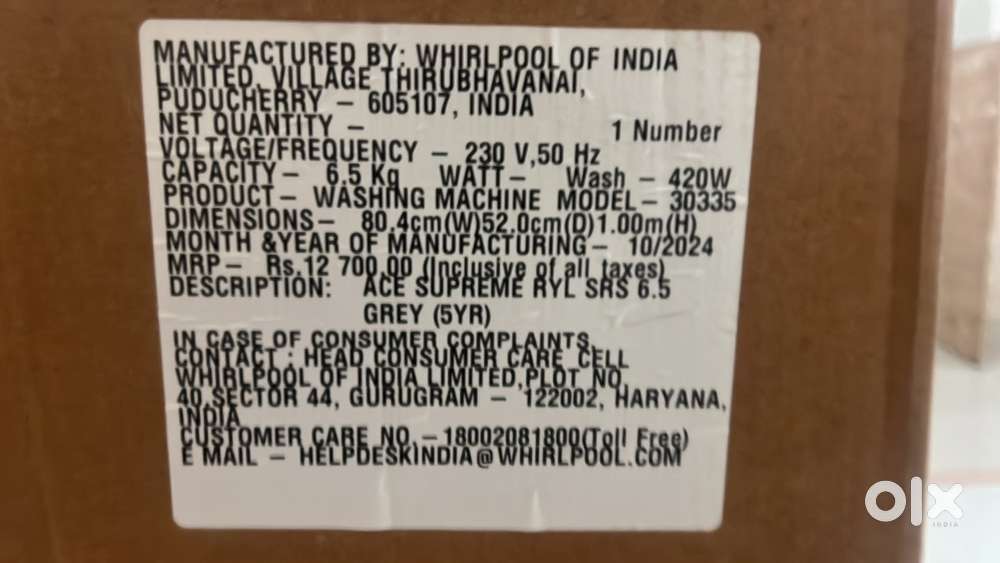 MANUFACTURED BY: WHIRLPOOL OF INDIA
LIMITED, VILLAGE THIRUBHAVANAI,
PUDUCHERRY – 605107, INDIA
NET QUANTITY – 1 Number
VOLTAGE/FREQUENCY – 230 V,50 Hz
CAPACITY – 6.5 Kg WATT – Wash – 420W
PRODUCT – WASHING MACHINE MODEL – 30335
DIMENSIONS – 80.4cm(W)52.0cm(D)1.00m(H)
MONTH &YEAR OF MANUFACTURING – 10/2024
MRP – Rs.12 700.00 (Inclusive of all taxes)
DESCRIPTION: ACE SUPREME RYL SRS 6.5
GREY (5YR)
IN CASE OF CONSUMER COMPLAINTS,
CONTACT : HEAD CONSUMER CARE CELL
WHIRLPOOL OF INDIA LIMITED,PLOT NO.
40,SECTOR 44, GURUGRAM – 122002, HARYANA,
INDIA
CUSTOMER CARE NO. – 18002081800(Toll Free)
E MAIL – HELPDESKINDIA@WHIRLPOOL.COM
olx
INDIA